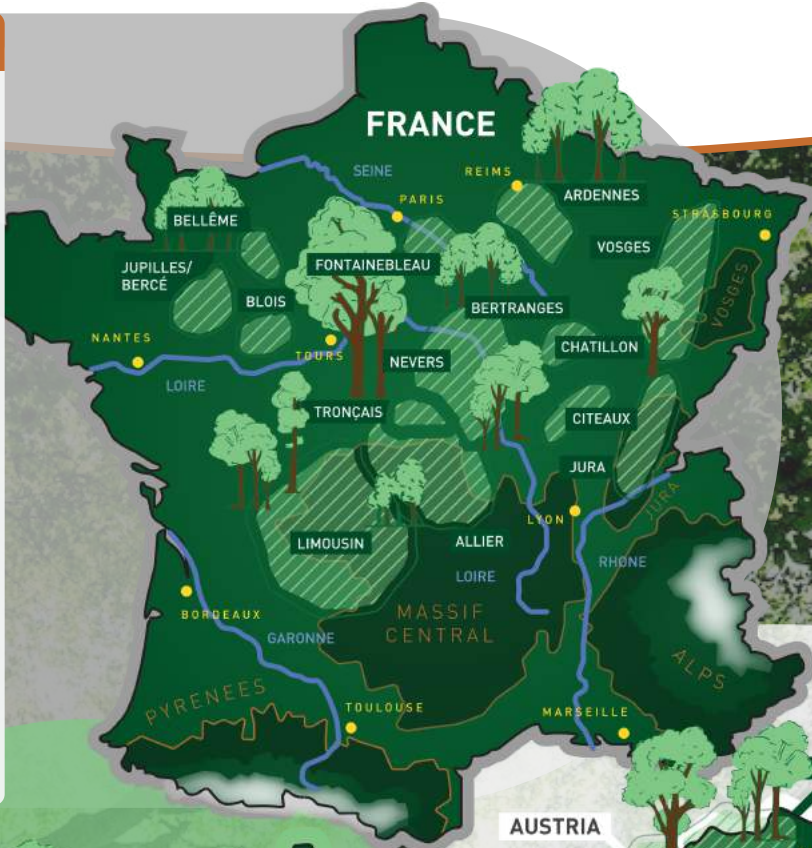 FRANCE
SEINE
REIMS
PARIS
ARDENNES
BELLÊME
STRASBOURG
VOSGES
JUPILLES/
BERCÉ
FONTAINEBLEAU
VOSGES
BLOIS
BERTRANGES
NANTES
TOURS
CHATILLON
NEVERS
LOIRE
TRONÇAIS
CITEAUX
JURA
JURA
LYON
LIMOUSIN
ALLIER
RHONE
LOIRE
BORDEAUX
MASSIF
CENTRAL
GARONNE
ALPS
PYRENEES
TOULOUSE
MARSEILLE
AUSTRIA